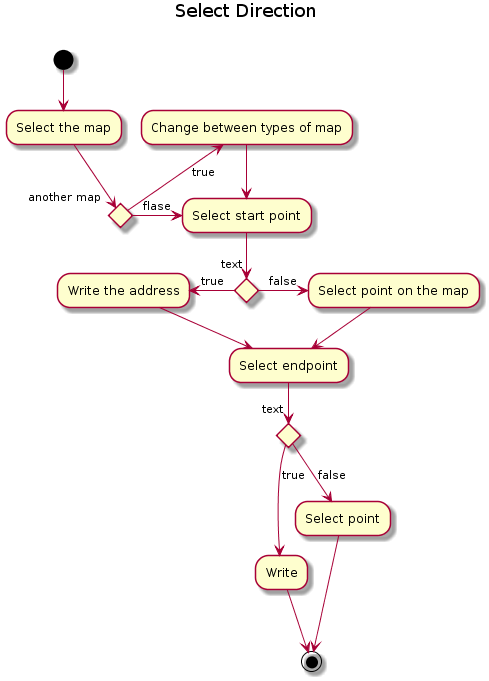 Select Direction
Select the map
Change between types of map
another map
true
flase
Select start point
text
true
false
Write the address
Select point on the map
Select endpoint
text
true
false
Select point
Write